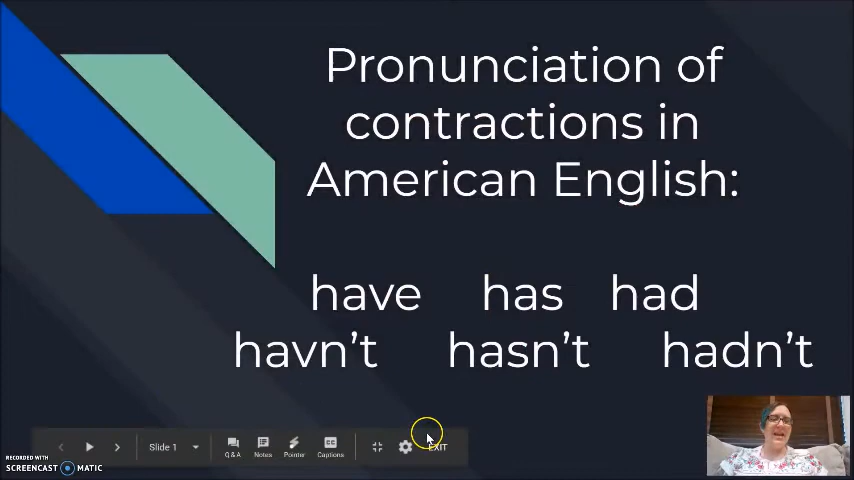 Pronunciation of
contractions in
American English:
have has had
havn't hasn't hadn't
Slide 1
Q&A
Notes
Pointer
Captions
EXIT
RECORDED WITH
SCREENCAST MATIC